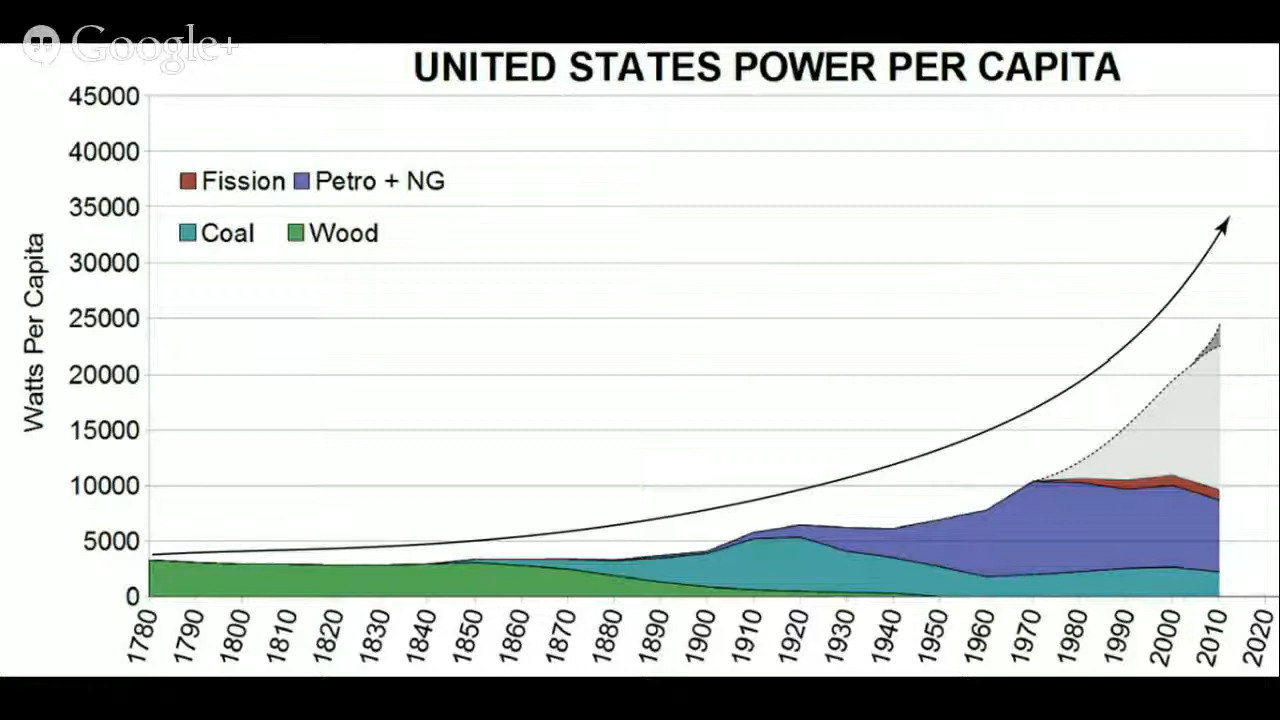 Google+
UNITED STATES POWER PER CAPITA
45000
40000
35000
30000
25000
20000
15000
10000
5000
0
Watts Per Capita
Fission Petro + NG
Coal Wood
1780 1790 1800 1810 1820 1830 1840 1850 1860 1870 1880 1890 1900 1910 1920 1930 1940 1950 1960 1970 1980 1990 2000 2010 2020